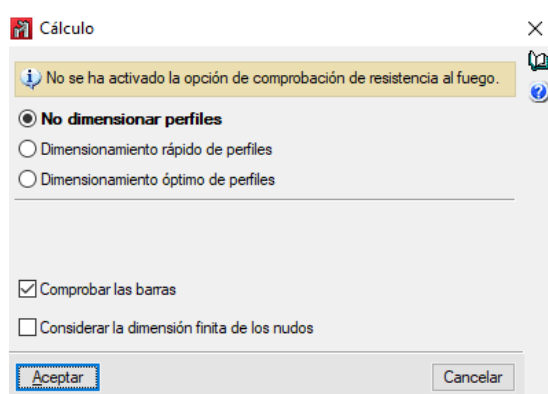 Cálculo
No se ha activado la opción de comprobación de resistencia al fuego.
No dimensionar perfiles
Dimensionamiento rápido de perfiles
Dimensionamiento óptimo de perfiles
Comprobar las barras
Considerar la dimensión finita de los nudos
Aceptar
Cancelar